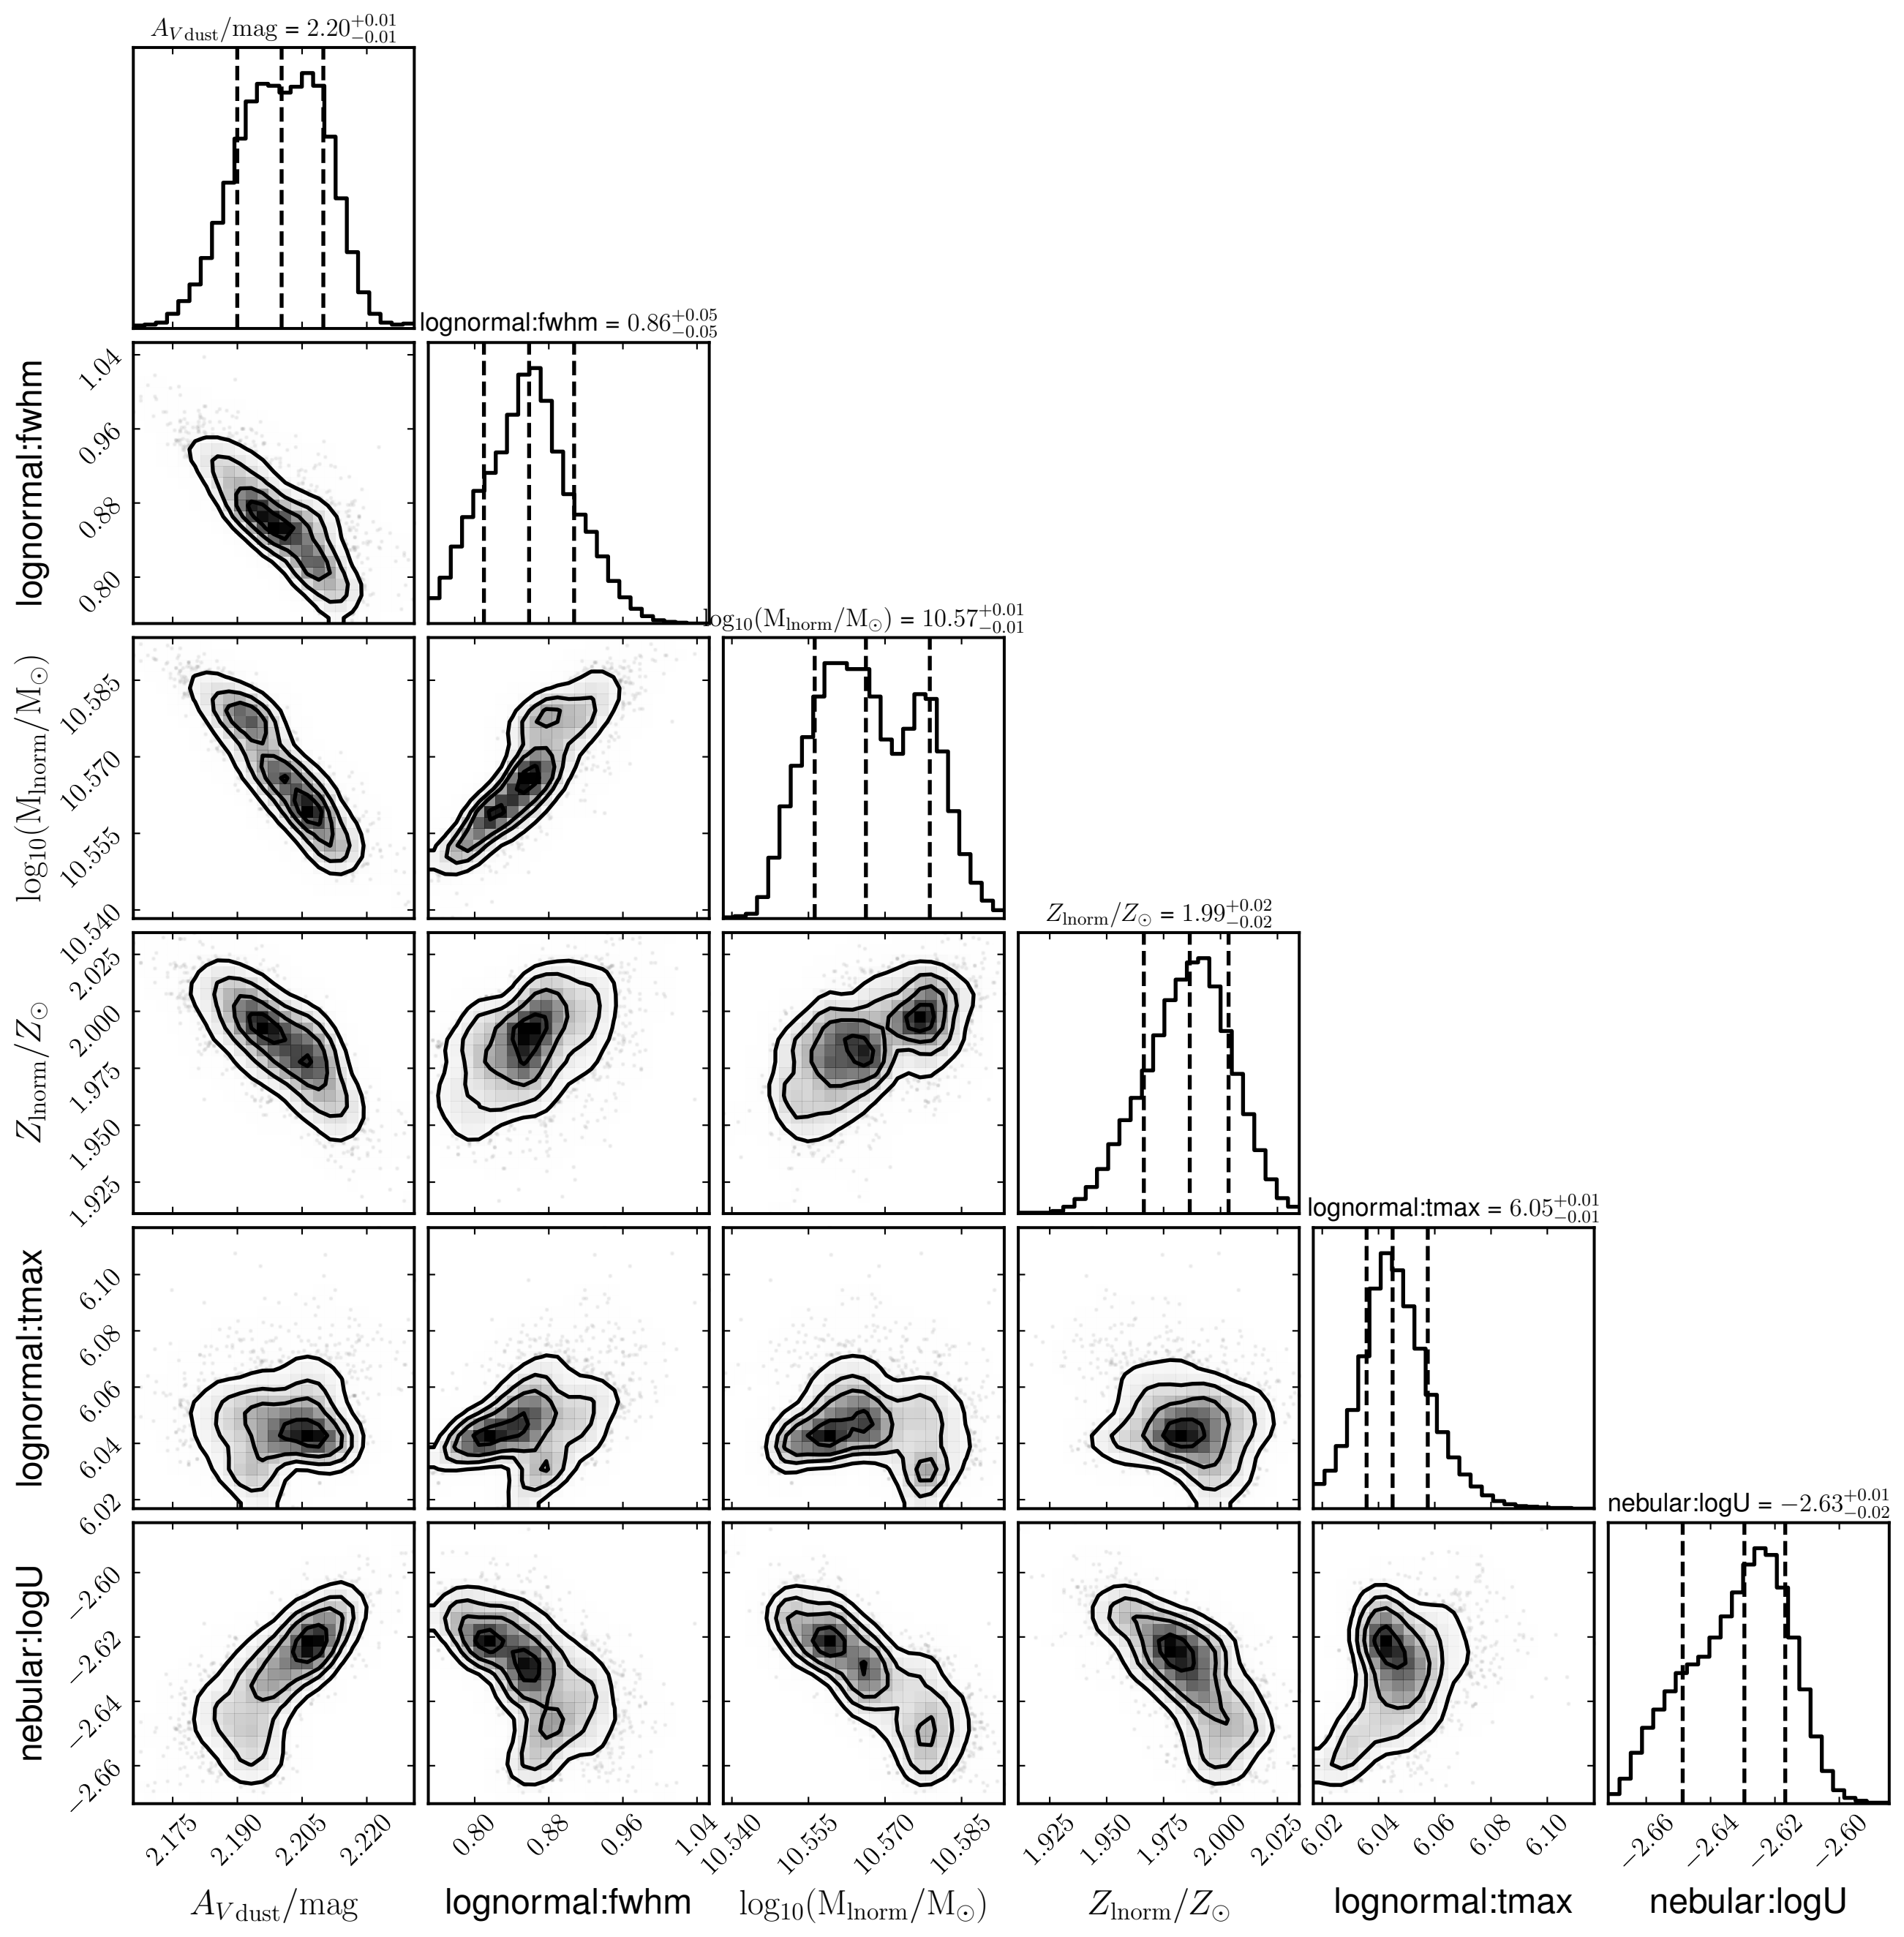 A_V dust/mag = 2.20^{+0.01}_{-0.01}
lognormal:fwhm = 0.86^{+0.05}_{-0.05}
lognormal:fwhm
1.04
0.96
0.88
0.80
log₁₀(M_lnorm/M_⊙) = 10.57^{+0.01}_{-0.01}
log₁₀(M_lnorm/M_⊙)
10.585
10.570
10.555
10.540
Z_lnorm/Z_⊙ = 1.99^{+0.02}_{-0.02}
Z_lnorm/Z_⊙
2.025
2.000
1.975
1.950
1.925
lognormal:tmax = 6.05^{+0.01}_{-0.01}
lognormal:tmax
6.10
6.08
6.06
6.04
6.02
nebular:logU = −2.63^{+0.01}_{-0.02}
nebular:logU
−2.60
−2.62
−2.64
−2.66
2.175 2.190 2.205 2.220 0.80 0.88 0.96 1.04 10.540 10.555 10.570 10.585 1.925 1.950 1.975 2.000 2.025 6.02 6.04 6.06 6.08 6.10 −2.66 −2.64 −2.62 −2.60
A_V dust/mag lognormal:fwhm log₁₀(M_lnorm/M_⊙) Z_lnorm/Z_⊙ lognormal:tmax nebular:logU